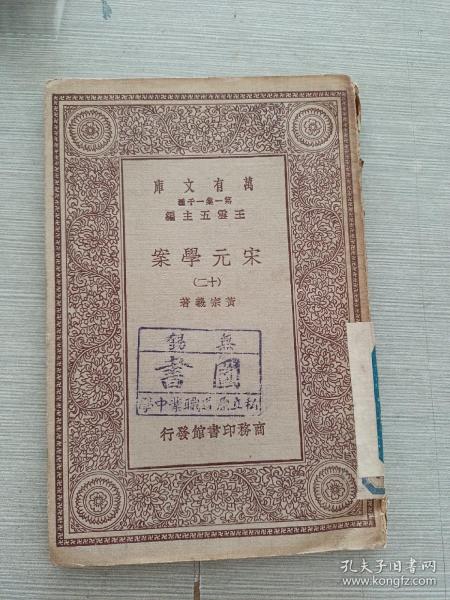 萬有文庫
第一集一千種
王雲五主編
宋元學案
(十二)
黃宗羲著
無錫
圖書
商務印書館發行
孔夫子旧书网
www.kongfz.com